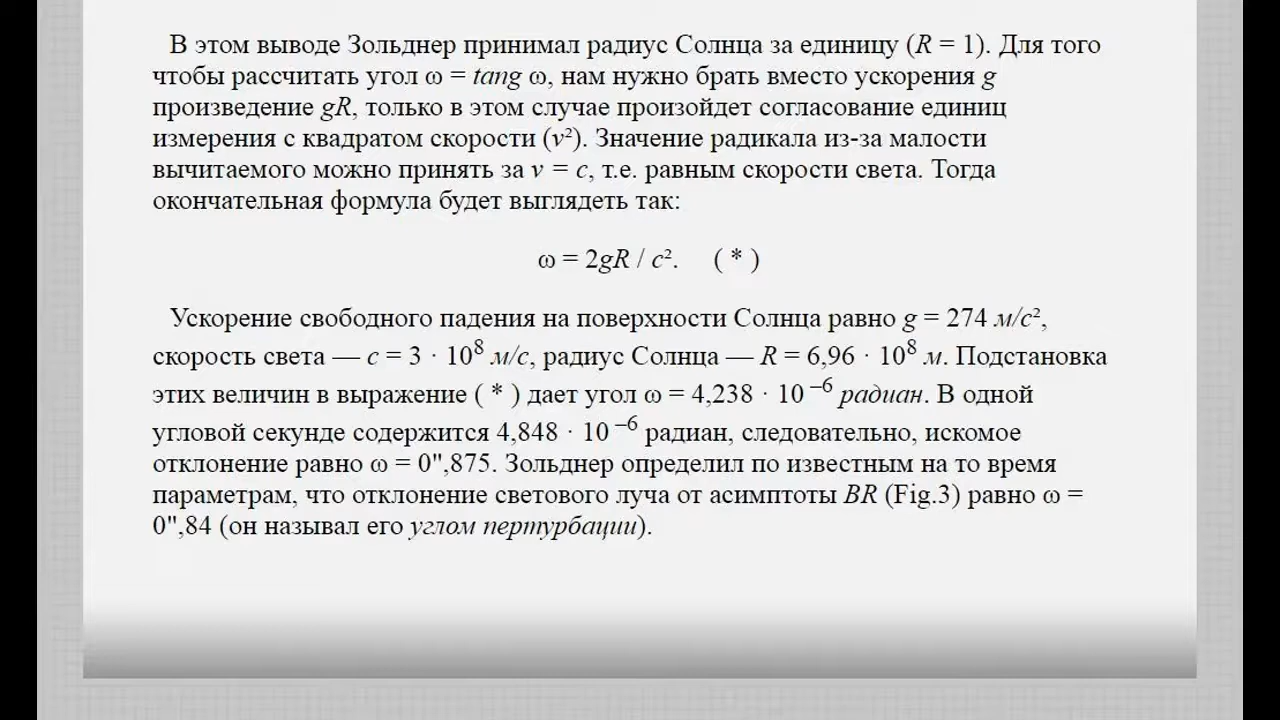 В этом выводе Зольднер принимал радиус Солнца за единицу (R = 1). Для того
чтобы рассчитать угол ω = tang ω, нам нужно брать вместо ускорения g
произведение gR, только в этом случае произойдет согласование единиц
измерения с квадратом скорости (v²). Значение радикала из-за малости
вычитаемого можно принять за v = c, т.е. равным скорости света. Тогда
окончательная формула будет выглядеть так:
ω = 2gR / c². ( * )
Ускорение свободного падения на поверхности Солнца равно g = 274 м/с²,
скорость света — c = 3 · 10⁸ м/с, радиус Солнца — R = 6,96 · 10⁸ м. Подстановка
этих величин в выражение ( * ) дает угол ω = 4,238 · 10 ⁻⁶ радиан. В одной
угловой секунде содержится 4,848 · 10 ⁻⁶ радиан, следовательно, искомое
отклонение равно ω = 0",875. Зольднер определил по известным на то время
параметрам, что отклонение светового луча от асимптоты BR (Fig.3) равно ω =
0",84 (он называл его углом пертурбации).